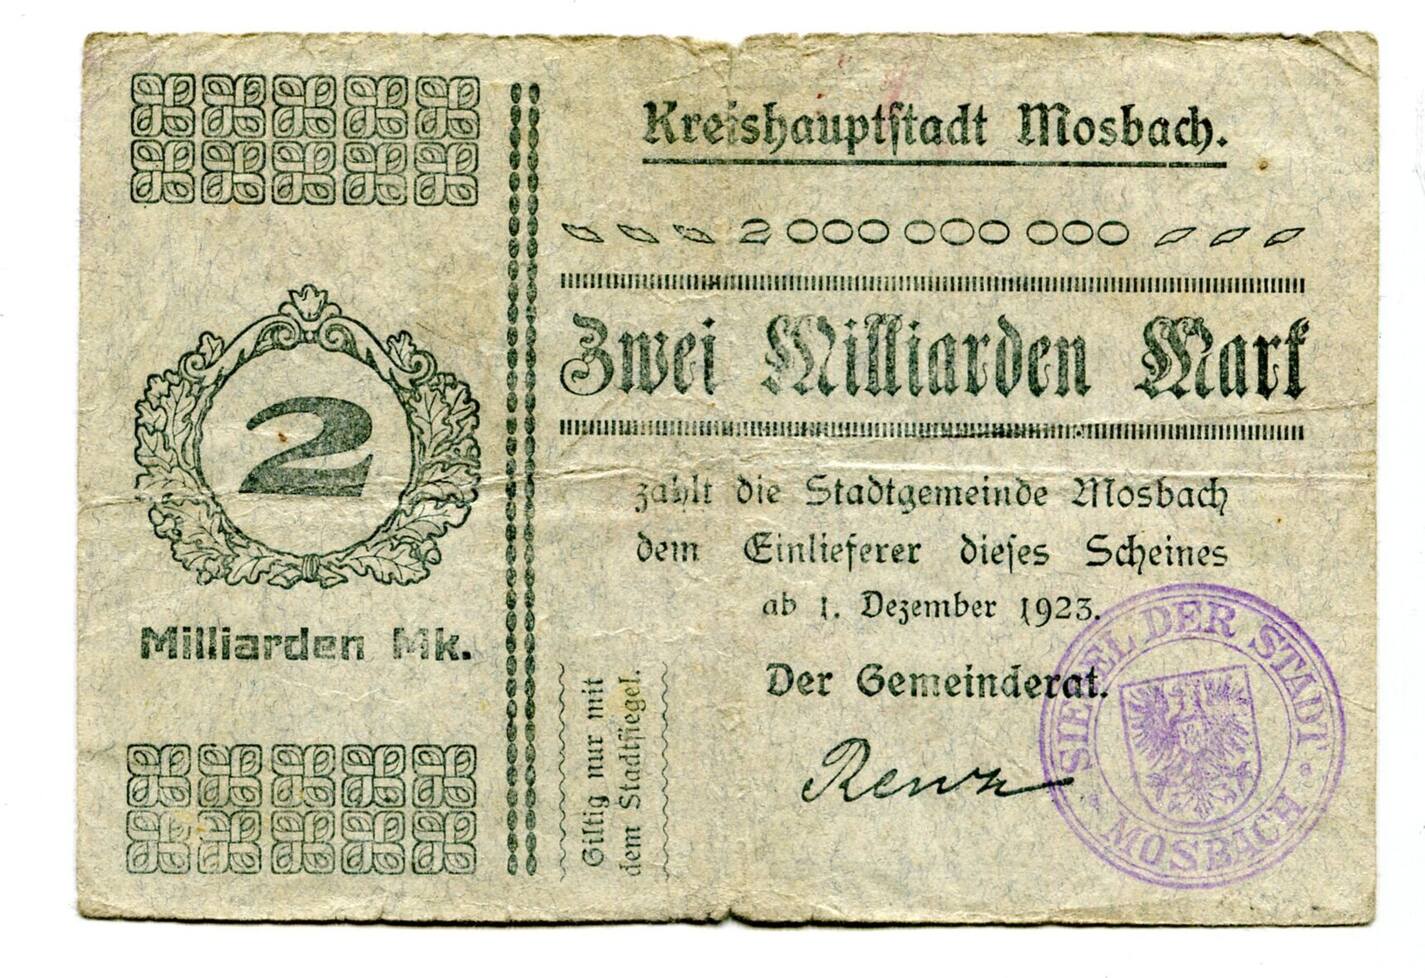 Kreishauptstadt Mosbach.
2 000 000 000
Zwei Milliarden Mark
zahlt die Stadtgemeinde Mosbach
dem Einlieferer dieses Scheines
ab 1. Dezember 1923.
Der Gemeinderat.
Renz
2
Milliarden Mk.
Giltig nur mit
dem Stadtsiegel.
SIEGEL DER STADT
MOSBACH